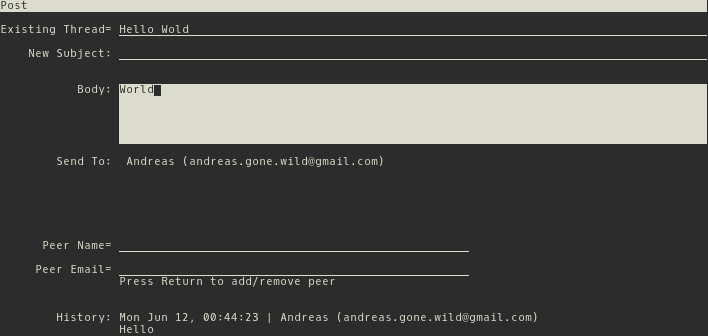 Post
Existing Thread= Hello Wold
New Subject:
Body: World
Send To: Andreas (andreas.gone.wild@gmail.com)
Peer Name=
Peer Email=
Press Return to add/remove peer
History: Mon Jun 12, 00:44:23 | Andreas (andreas.gone.wild@gmail.com)
Hello